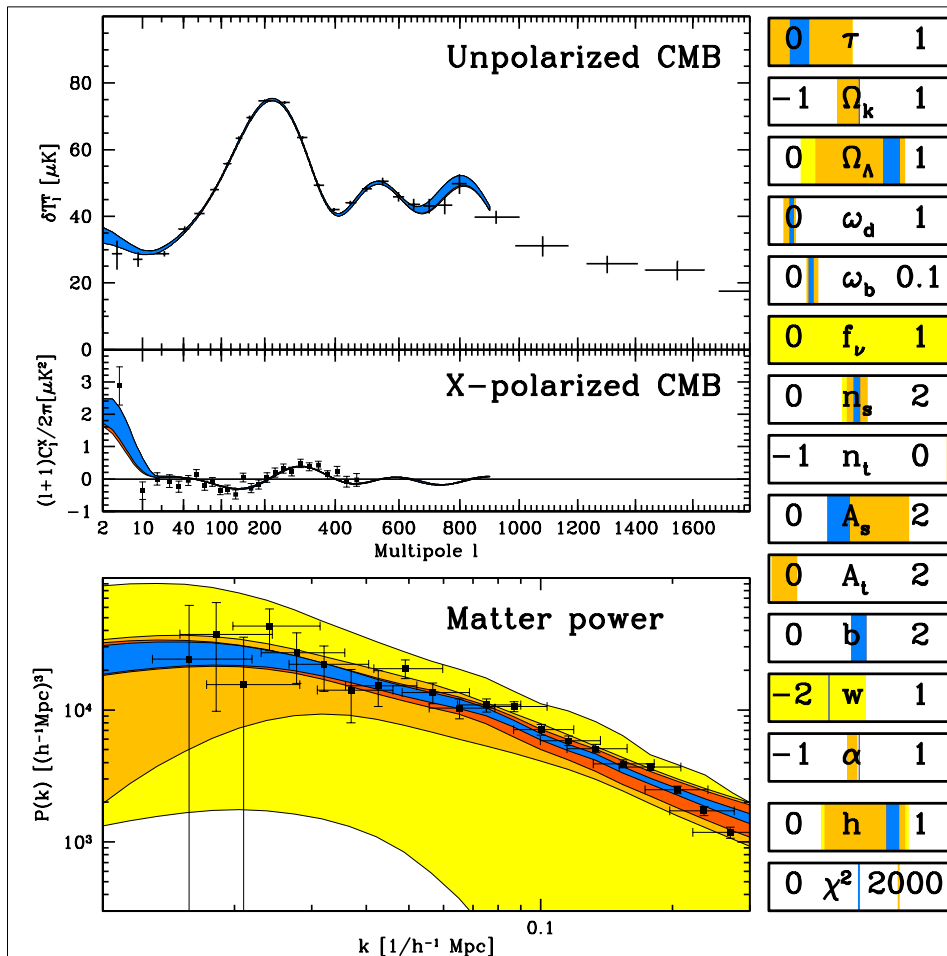 Unpolarized CMB
100
80
60
40
20
0
δTₗ [μK]
X-polarized CMB
3
2
1
0
-1
(l+1)Cₗˣ/2π[μK²]
2 10 40 100 200 400 600 800 1000 1200 1400 1600
Multipole l
Matter power
10⁴
10³
P(k) [(h⁻¹Mpc)³]
0.1
k [1/h⁻¹ Mpc]
0 τ 1
-1 Ωₖ 1
0 Ω_Λ 1
0 ω_d 1
0 ω_b 0.1
0 f_ν 1
0 n_s 2
-1 n_t 0
0 A_s 2
0 A_t 2
0 b 2
-2 w 1
-1 α 1
0 h 1
0 χ² 2000